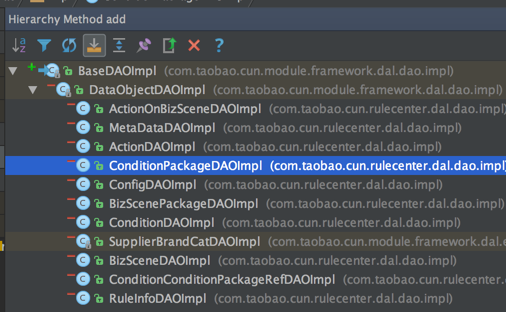 Hierarchy Method add
BaseDAOImpl (com.taobao.cun.module.framework.dal.dao.impl)
DataObjectDAOImpl (com.taobao.cun.module.framework.dal.dao.impl)
ActionOnBizSceneDAOImpl (com.taobao.cun.rulecenter.dal.dao.impl)
MetaDataDAOImpl (com.taobao.cun.rulecenter.dal.dao.impl)
ActionDAOImpl (com.taobao.cun.rulecenter.dal.dao.impl)
ConditionPackageDAOImpl (com.taobao.cun.rulecenter.dal.dao.impl)
ConfigDAOImpl (com.taobao.cun.rulecenter.dal.dao.impl)
BizScenePackageDAOImpl (com.taobao.cun.rulecenter.dal.dao.impl)
ConditionDAOImpl (com.taobao.cun.rulecenter.dal.dao.impl)
SupplierBrandCatDAOImpl (com.taobao.cun.module.framework.dal.e
BizSceneDAOImpl (com.taobao.cun.rulecenter.dal.dao.impl)
ConditionConditionPackageRefDAOImpl (com.taobao.cun.rulecenter
RuleInfoDAOImpl (com.taobao.cun.rulecenter.dal.dao.impl)